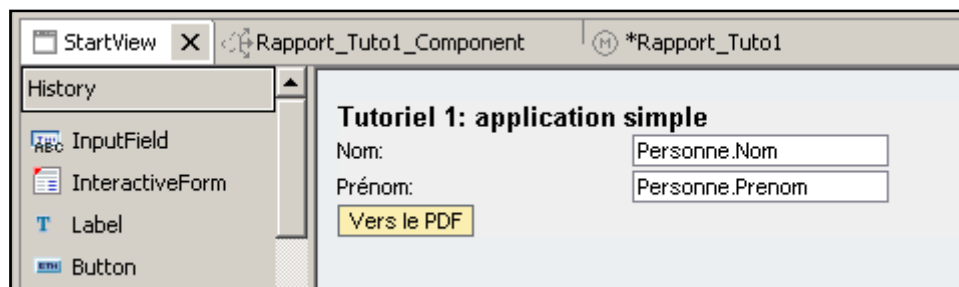 StartView Rapport_Tuto1_Component *Rapport_Tuto1
History
InputField
InteractiveForm
Label
Button
Tutoriel 1: application simple
Nom: Personne.Nom
Prénom: Personne.Prenom
Vers le PDF